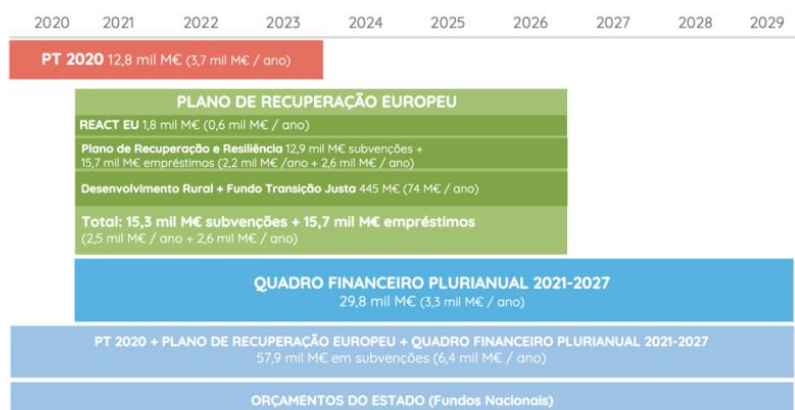 2020 2021 2022 2023 2024 2025 2026 2027 2028 2029
PT 2020 12,8 mil M€ (3,7 mil M€ / ano)
PLANO DE RECUPERAÇÃO EUROPEU
REACT EU 1,8 mil M€ (0,6 mil M€ / ano)
Plano de Recuperação e Resiliência 12,9 mil M€ subvenções +
15,7 mil M€ empréstimos (2,2 mil M€ /ano + 2,6 mil M€ / ano)
Desenvolvimento Rural + Fundo Transição Justa 445 M€ (74 M€ / ano)
Total: 15,3 mil M€ subvenções + 15,7 mil M€ empréstimos
(2,5 mil M€ / ano + 2,6 mil M€ / ano)
QUADRO FINANCEIRO PLURIANUAL 2021-2027
29,8 mil M€ (3,3 mil M€ / ano)
PT 2020 + PLANO DE RECUPERAÇÃO EUROPEU + QUADRO FINANCEIRO PLURIANUAL 2021-2027
57,9 mil M€ em subvenções (6,4 mil M€ / ano)
ORÇAMENTOS DO ESTADO (Fundos Nacionais)